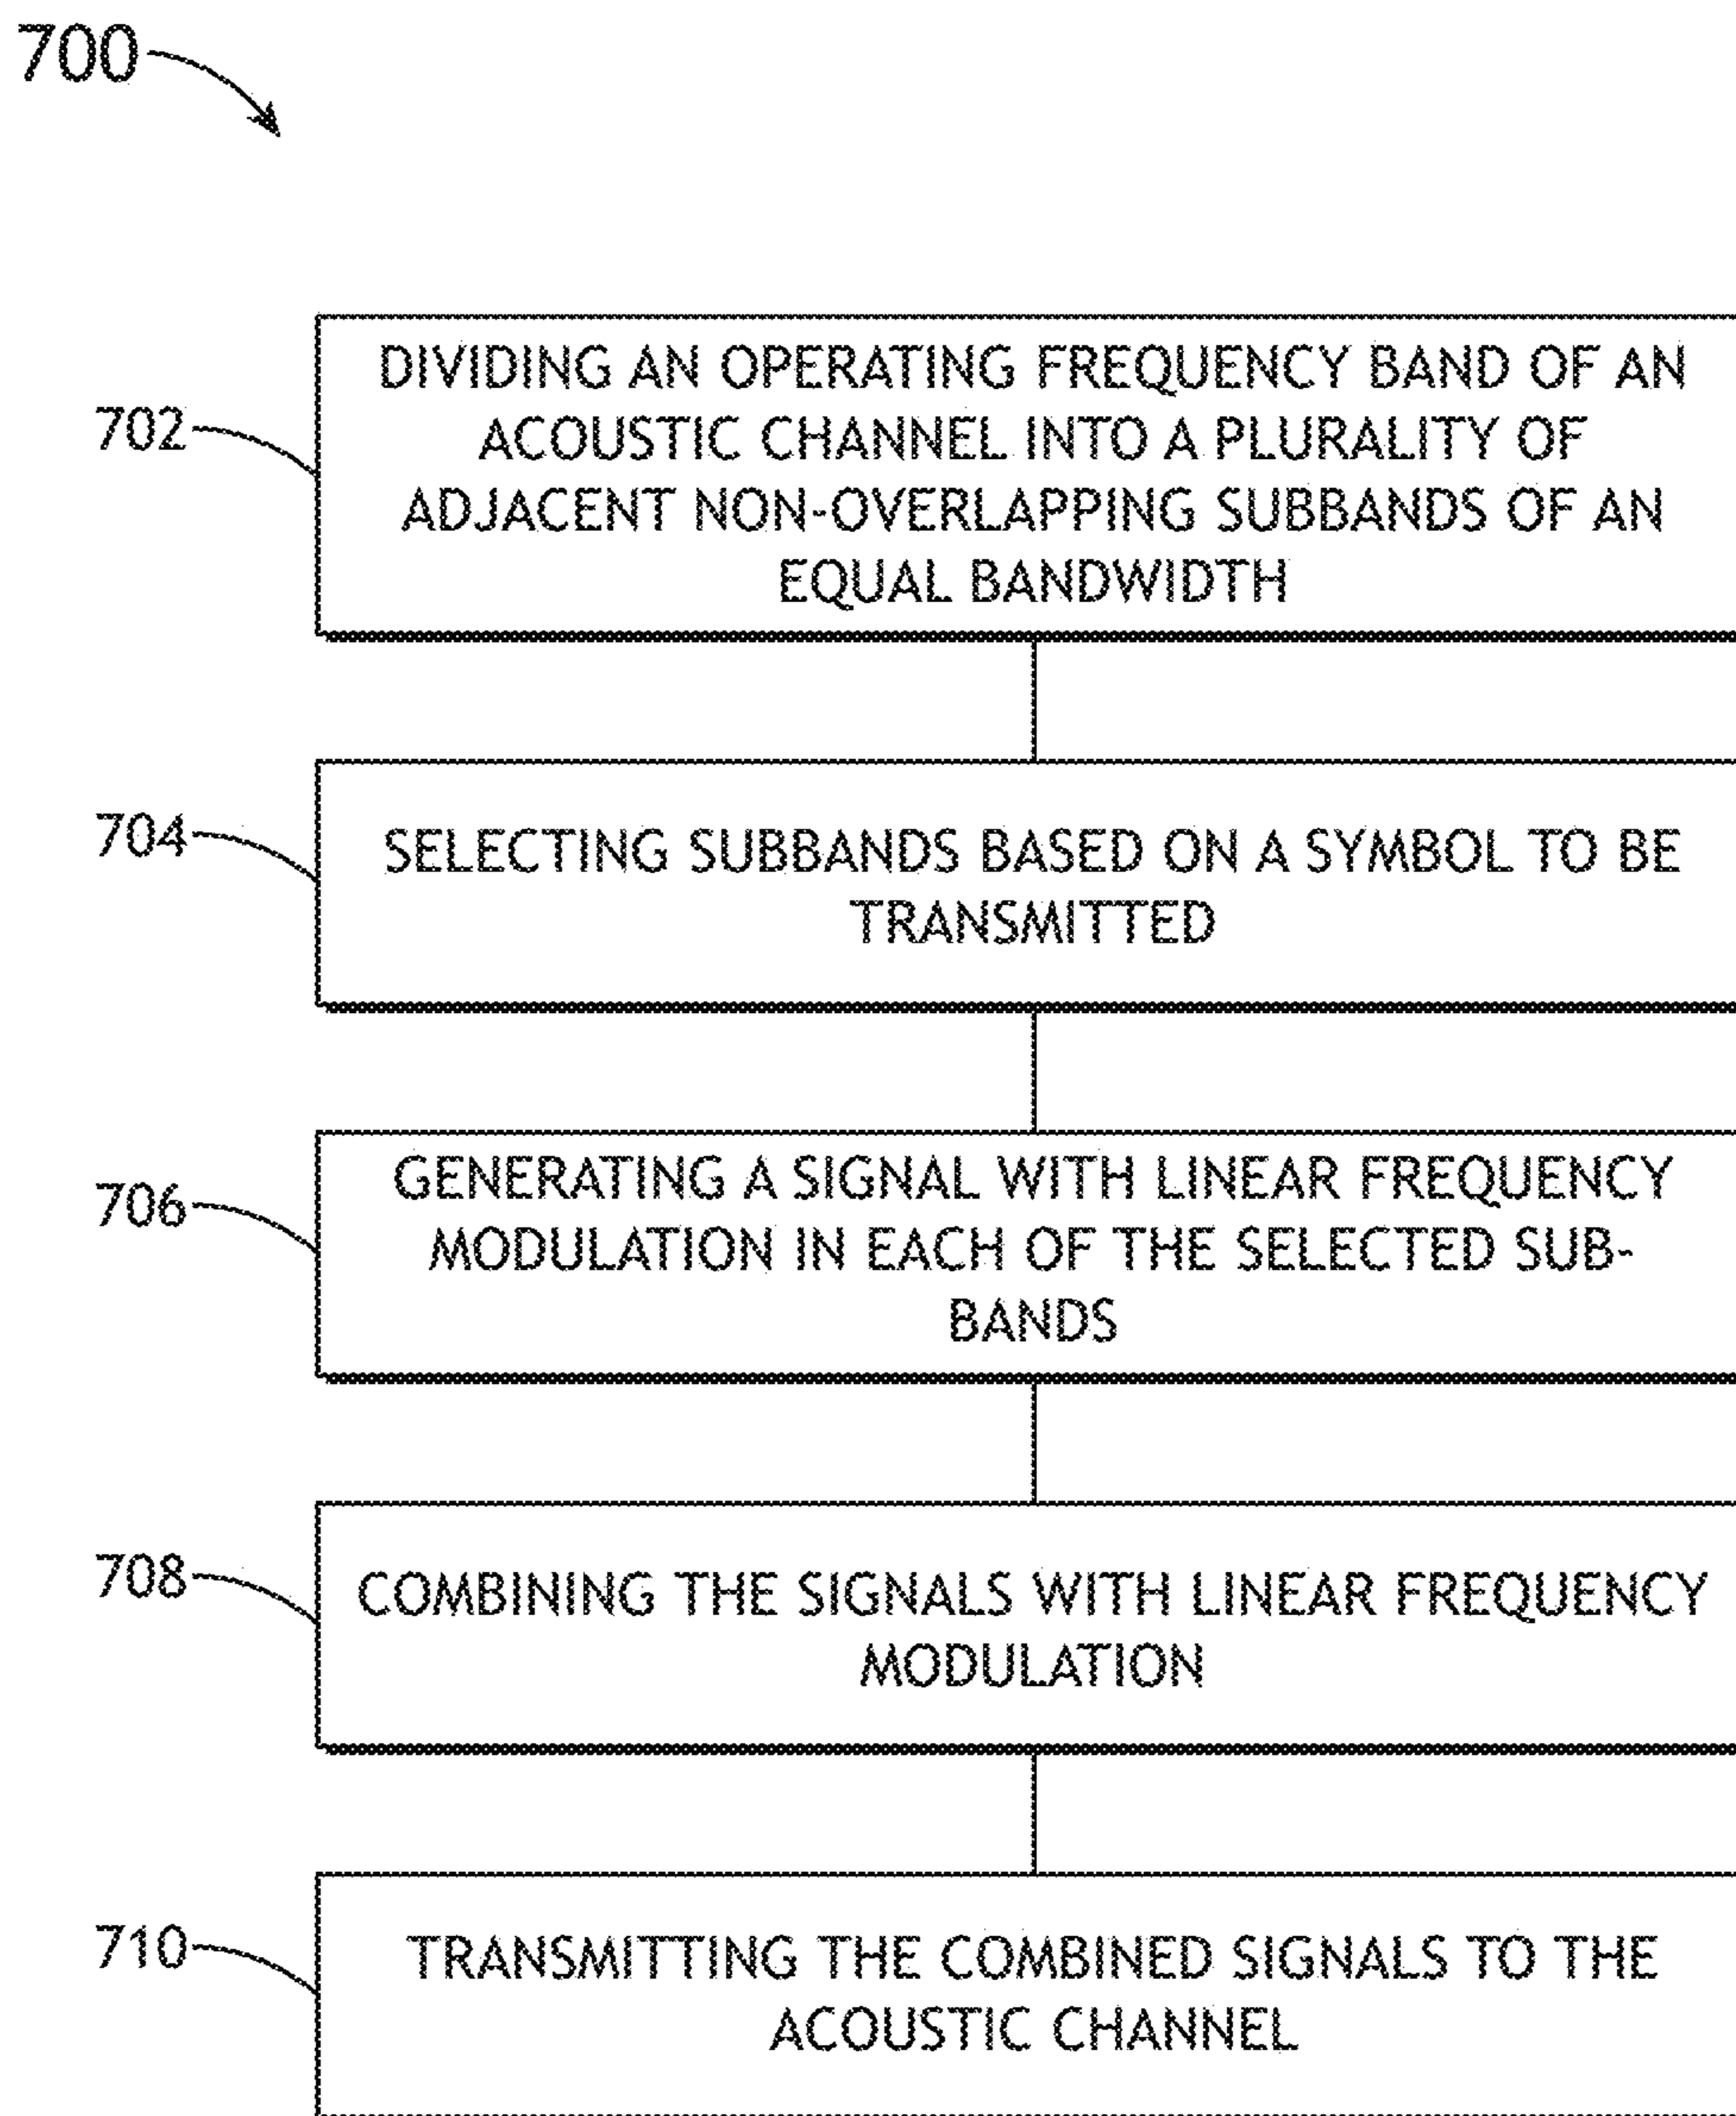 700
702
DIVIDING AN OPERATING FREQUENCY BAND OF AN
ACOUSTIC CHANNEL INTO A PLURALITY OF
ADJACENT NON-OVERLAPPING SUBBANDS OF AN
EQUAL BANDWIDTH
704
SELECTING SUBBANDS BASED ON A SYMBOL TO BE
TRANSMITTED
706
GENERATING A SIGNAL WITH LINEAR FREQUENCY
MODULATION IN EACH OF THE SELECTED SUB-
BANDS
708
COMBINING THE SIGNALS WITH LINEAR FREQUENCY
MODULATION
710
TRANSMITTING THE COMBINED SIGNALS TO THE
ACOUSTIC CHANNEL